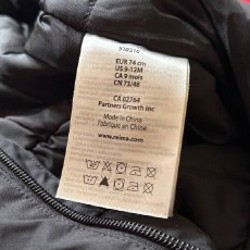 EUR 74 cm
US 9-12M
CA 9 mois
CN 73/48
CA 02764
Partners Growth Inc
Made in China
Fabriqué en Chine
www.mima.com